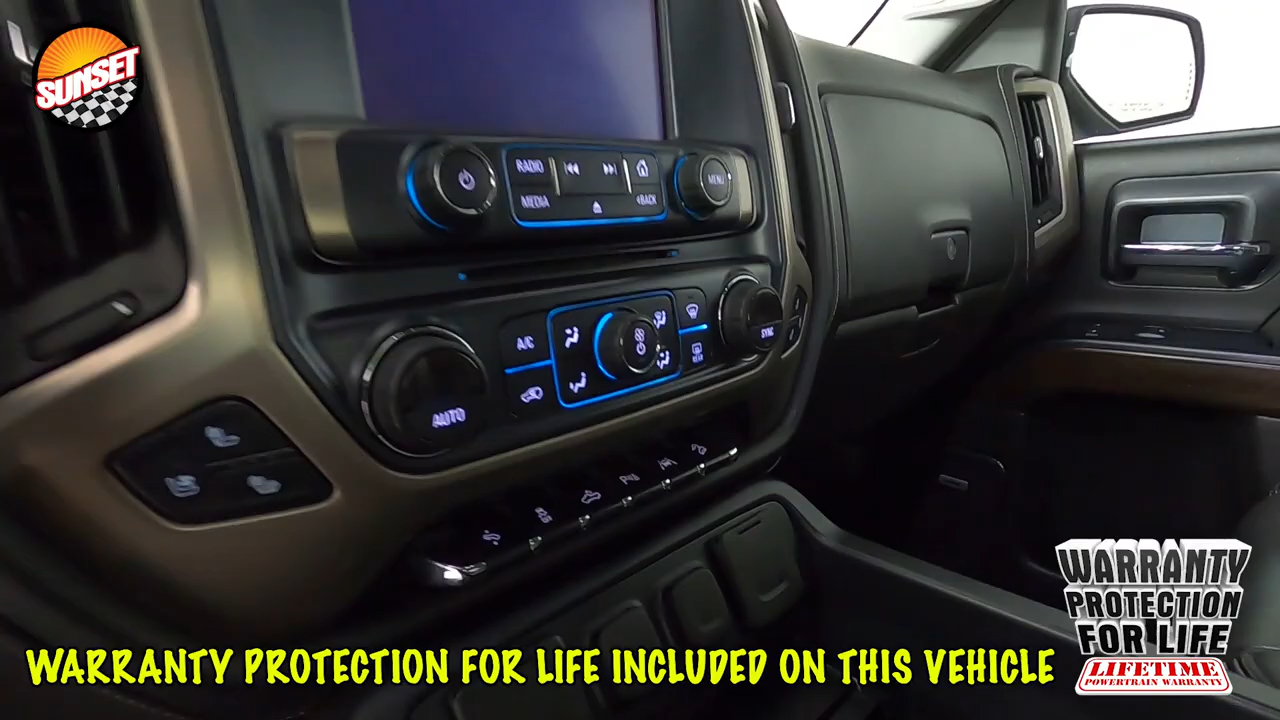 SUNSET
RADIO
MEDIA
BACK
MENU
A/C
AUTO
REAR
SYNC
WARRANTY PROTECTION FOR LIFE INCLUDED ON THIS VEHICLE
WARRANTY
PROTECTION
FOR LIFE
LIFETIME
POWERTRAIN WARRANTY